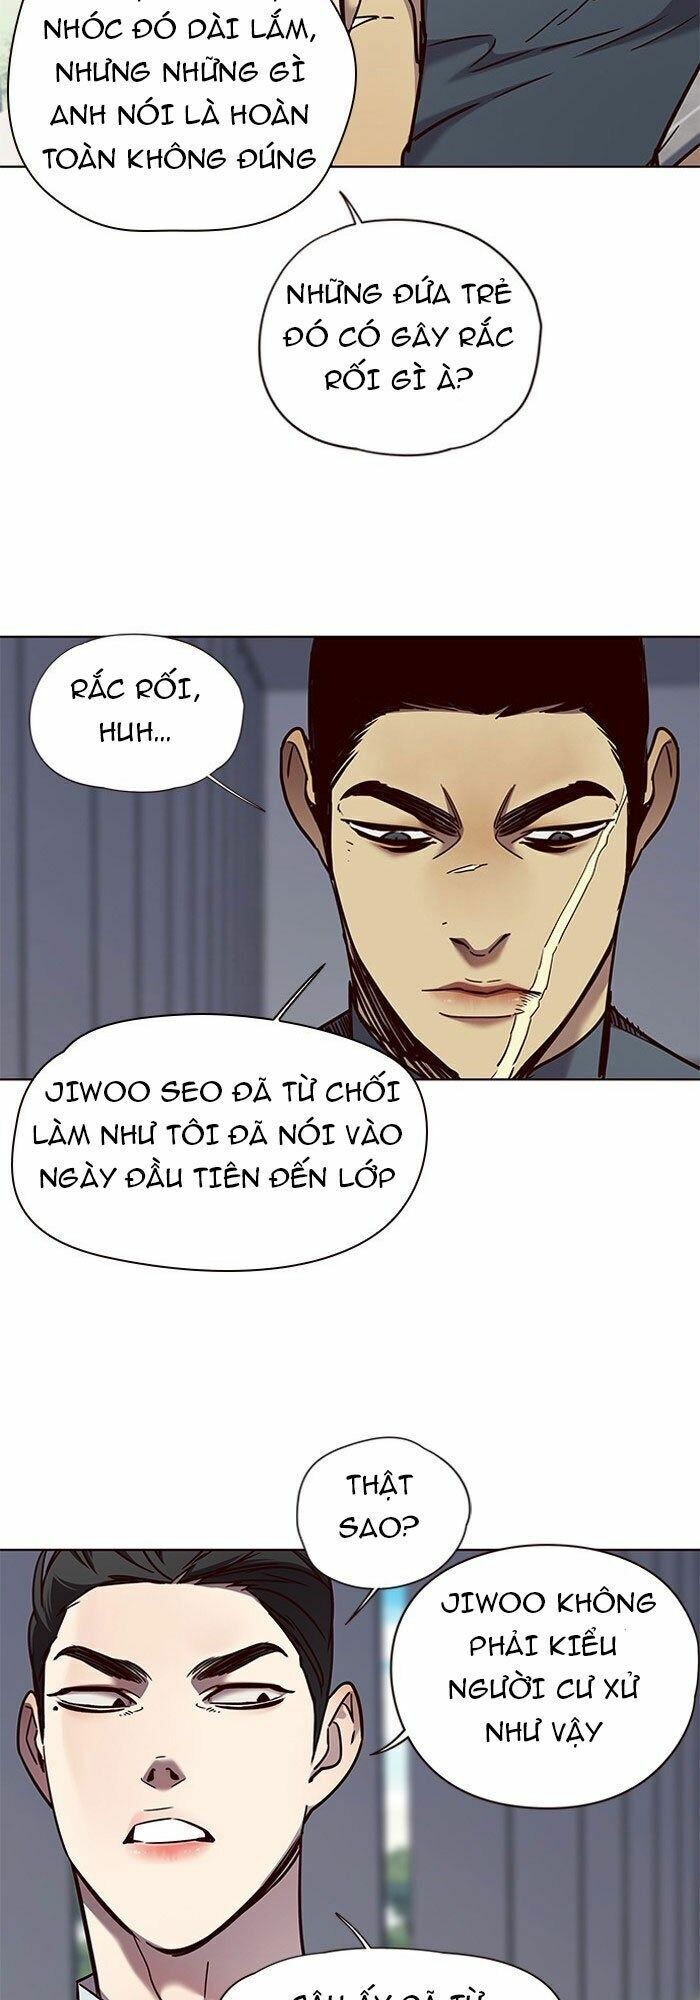 NHÓC ĐÓ DÀI LẮM,
NHƯNG NHỮNG GÌ
ANH NÓI LÀ HOÀN
TOÀN KHÔNG ĐÚNG
NHỮNG ĐỨA TRẺ
ĐÓ CÓ GÂY RẮC
RỐI GÌ À?
RẮC RỐI,
HUH...
JIWOO SEO ĐÃ TỪ CHỐI
LÀM NHƯ TÔI ĐÃ NÓI VÀO
NGÀY ĐẦU TIÊN ĐẾN LỚP
THẬT
SAO?
JIWOO KHÔNG
PHẢI KIỂU
NGƯỜI CƯ XỬ
NHƯ VẬY